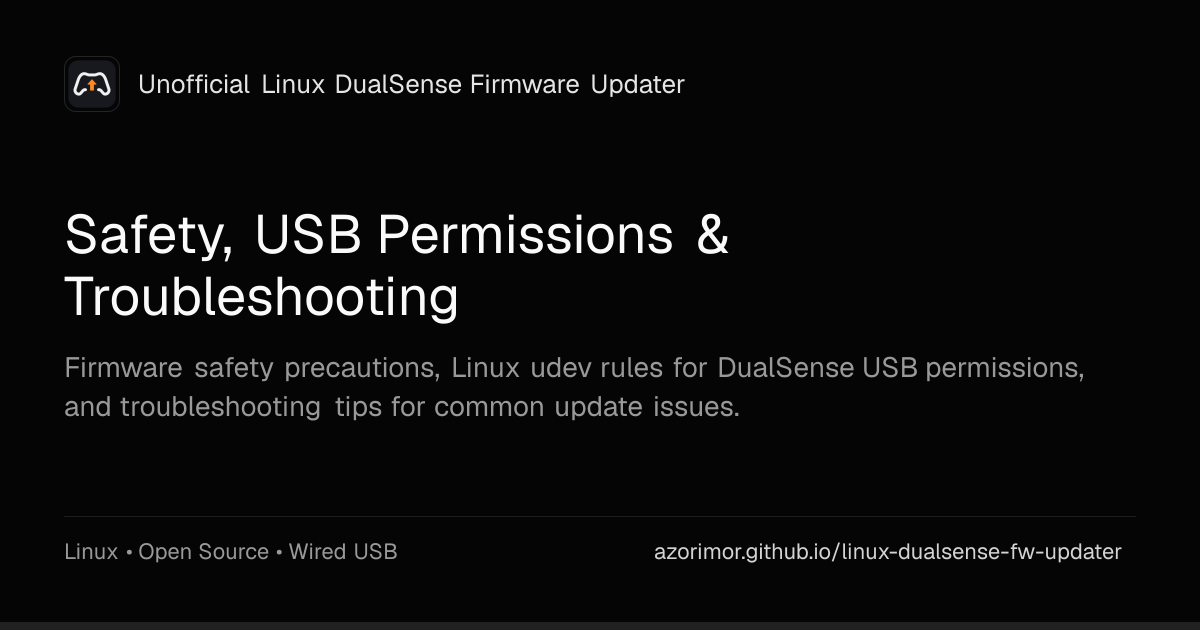 Unofficial Linux DualSense Firmware Updater
Safety, USB Permissions &
Troubleshooting
Firmware safety precautions, Linux udev rules for DualSense USB permissions,
and troubleshooting tips for common update issues.
Linux • Open Source • Wired USB
azorimor.github.io/linux-dualsense-fw-updater